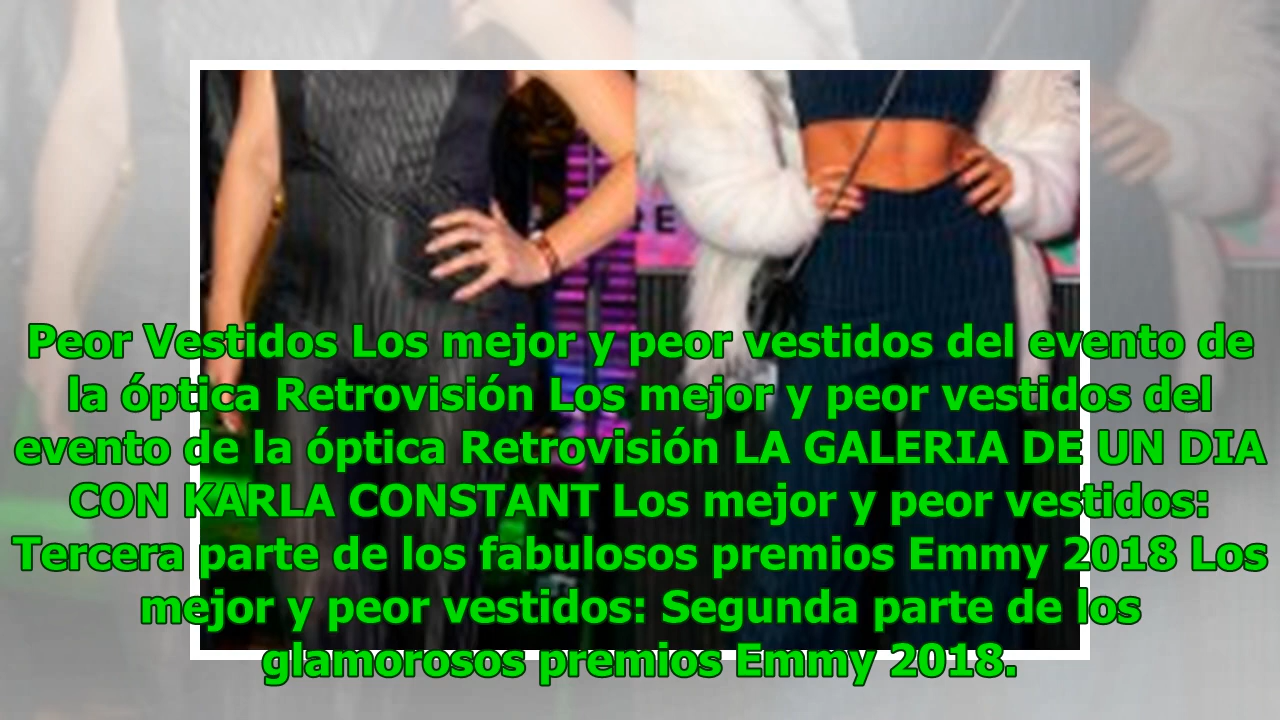 Peor Vestidos Los mejor y peor vestidos del evento de
la óptica Retrovisión Los mejor y peor vestidos del
evento de la óptica Retrovisión LA GALERIA DE UN DIA
CON KARLA CONSTANT Los mejor y peor vestidos:
Tercera parte de los fabulosos premios Emmy 2018 Los
mejor y peor vestidos: Segunda parte de los
glamorosos premios Emmy 2018.